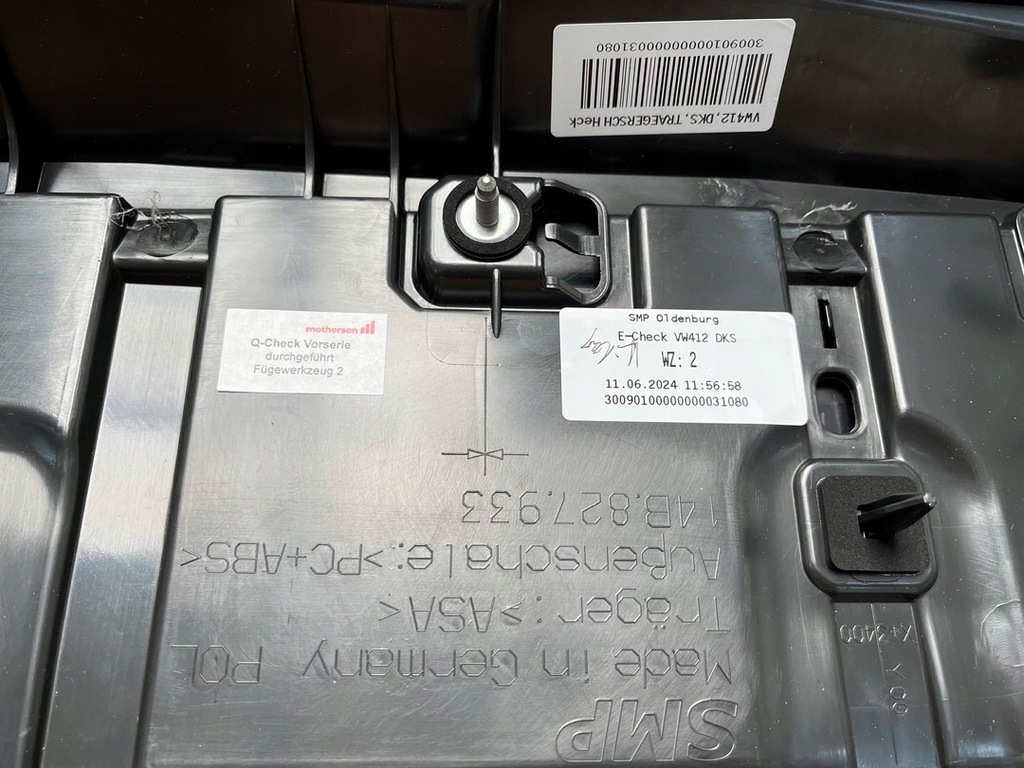 VW412, DKS, TRAEGERSCH Heck
30090100000000031080
motherson
Q-Check Vorserie
durchgeführt
Fügewerkzeug 2
SMP Oldenburg
E-Check VW412 DKS
WZ: 2
11.06.2024 11:56:58
30090100000000031080
SMP
Made in Germany POL
Träger: >ASA<
Außenschale: >PC+ABS<
14B.827.933
X+3400